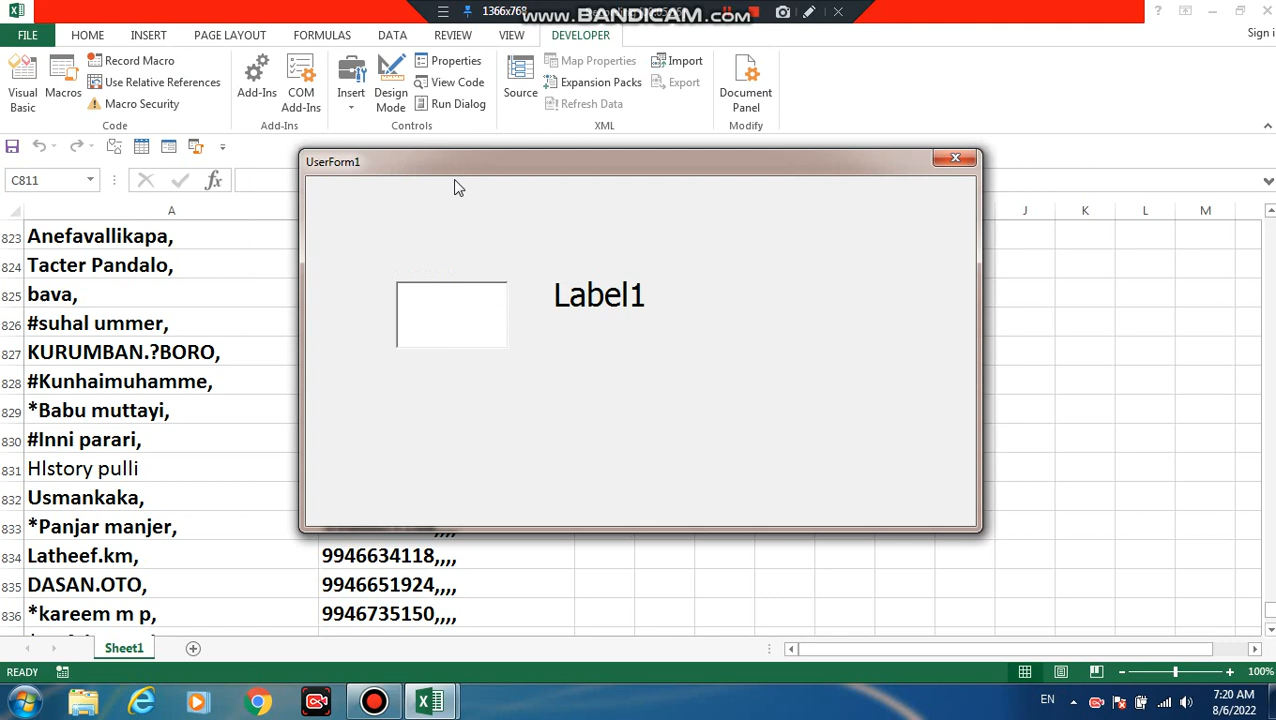 1366x768
www.BANDICAM.com
FILE HOME INSERT PAGE LAYOUT FORMULAS DATA REVIEW VIEW DEVELOPER Sign i
Visual Basic
Macros
Record Macro
Use Relative References
Macro Security
Code
Add-Ins
COM Add-Ins
Add-Ins
Insert
Design Mode
Properties
View Code
Run Dialog
Controls
Source
Map Properties
Expansion Packs
Refresh Data
Import
Export
XML
Document Panel
Modify
C811
fx
UserForm1
Label1
A J K L M
823 Anefavallikapa,
824 Tacter Pandalo,
825 bava,
826 #suhal ummer,
827 KURUMBAN.?BORO,
828 #Kunhaimuhamme,
829 *Babu muttayi,
830 #Inni parari,
831 HIstory pulli
832 Usmankaka,
833 *Panjar manjer,
834 Latheef.km, 9946634118,,,,
835 DASAN.OTO, 9946651924,,,,
836 *kareem m p, 9946735150,,,,
Sheet1
READY 100%
EN 7:20 AM
8/6/2022